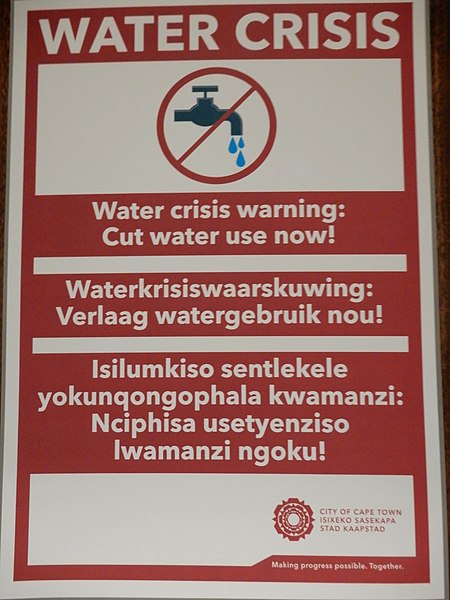 WATER CRISIS
Water crisis warning:
Cut water use now!
Waterkrisiswaarskuwing:
Verlaag watergebruik nou!
Isilumkiso sentlekele
yokunqongophala kwamanzi:
Nciphisa usetyenziso
lwamanzi ngoku!
CITY OF CAPE TOWN
ISIXEKO SASEKAPA
STAD KAAPSTAD
Making progress possible. Together.